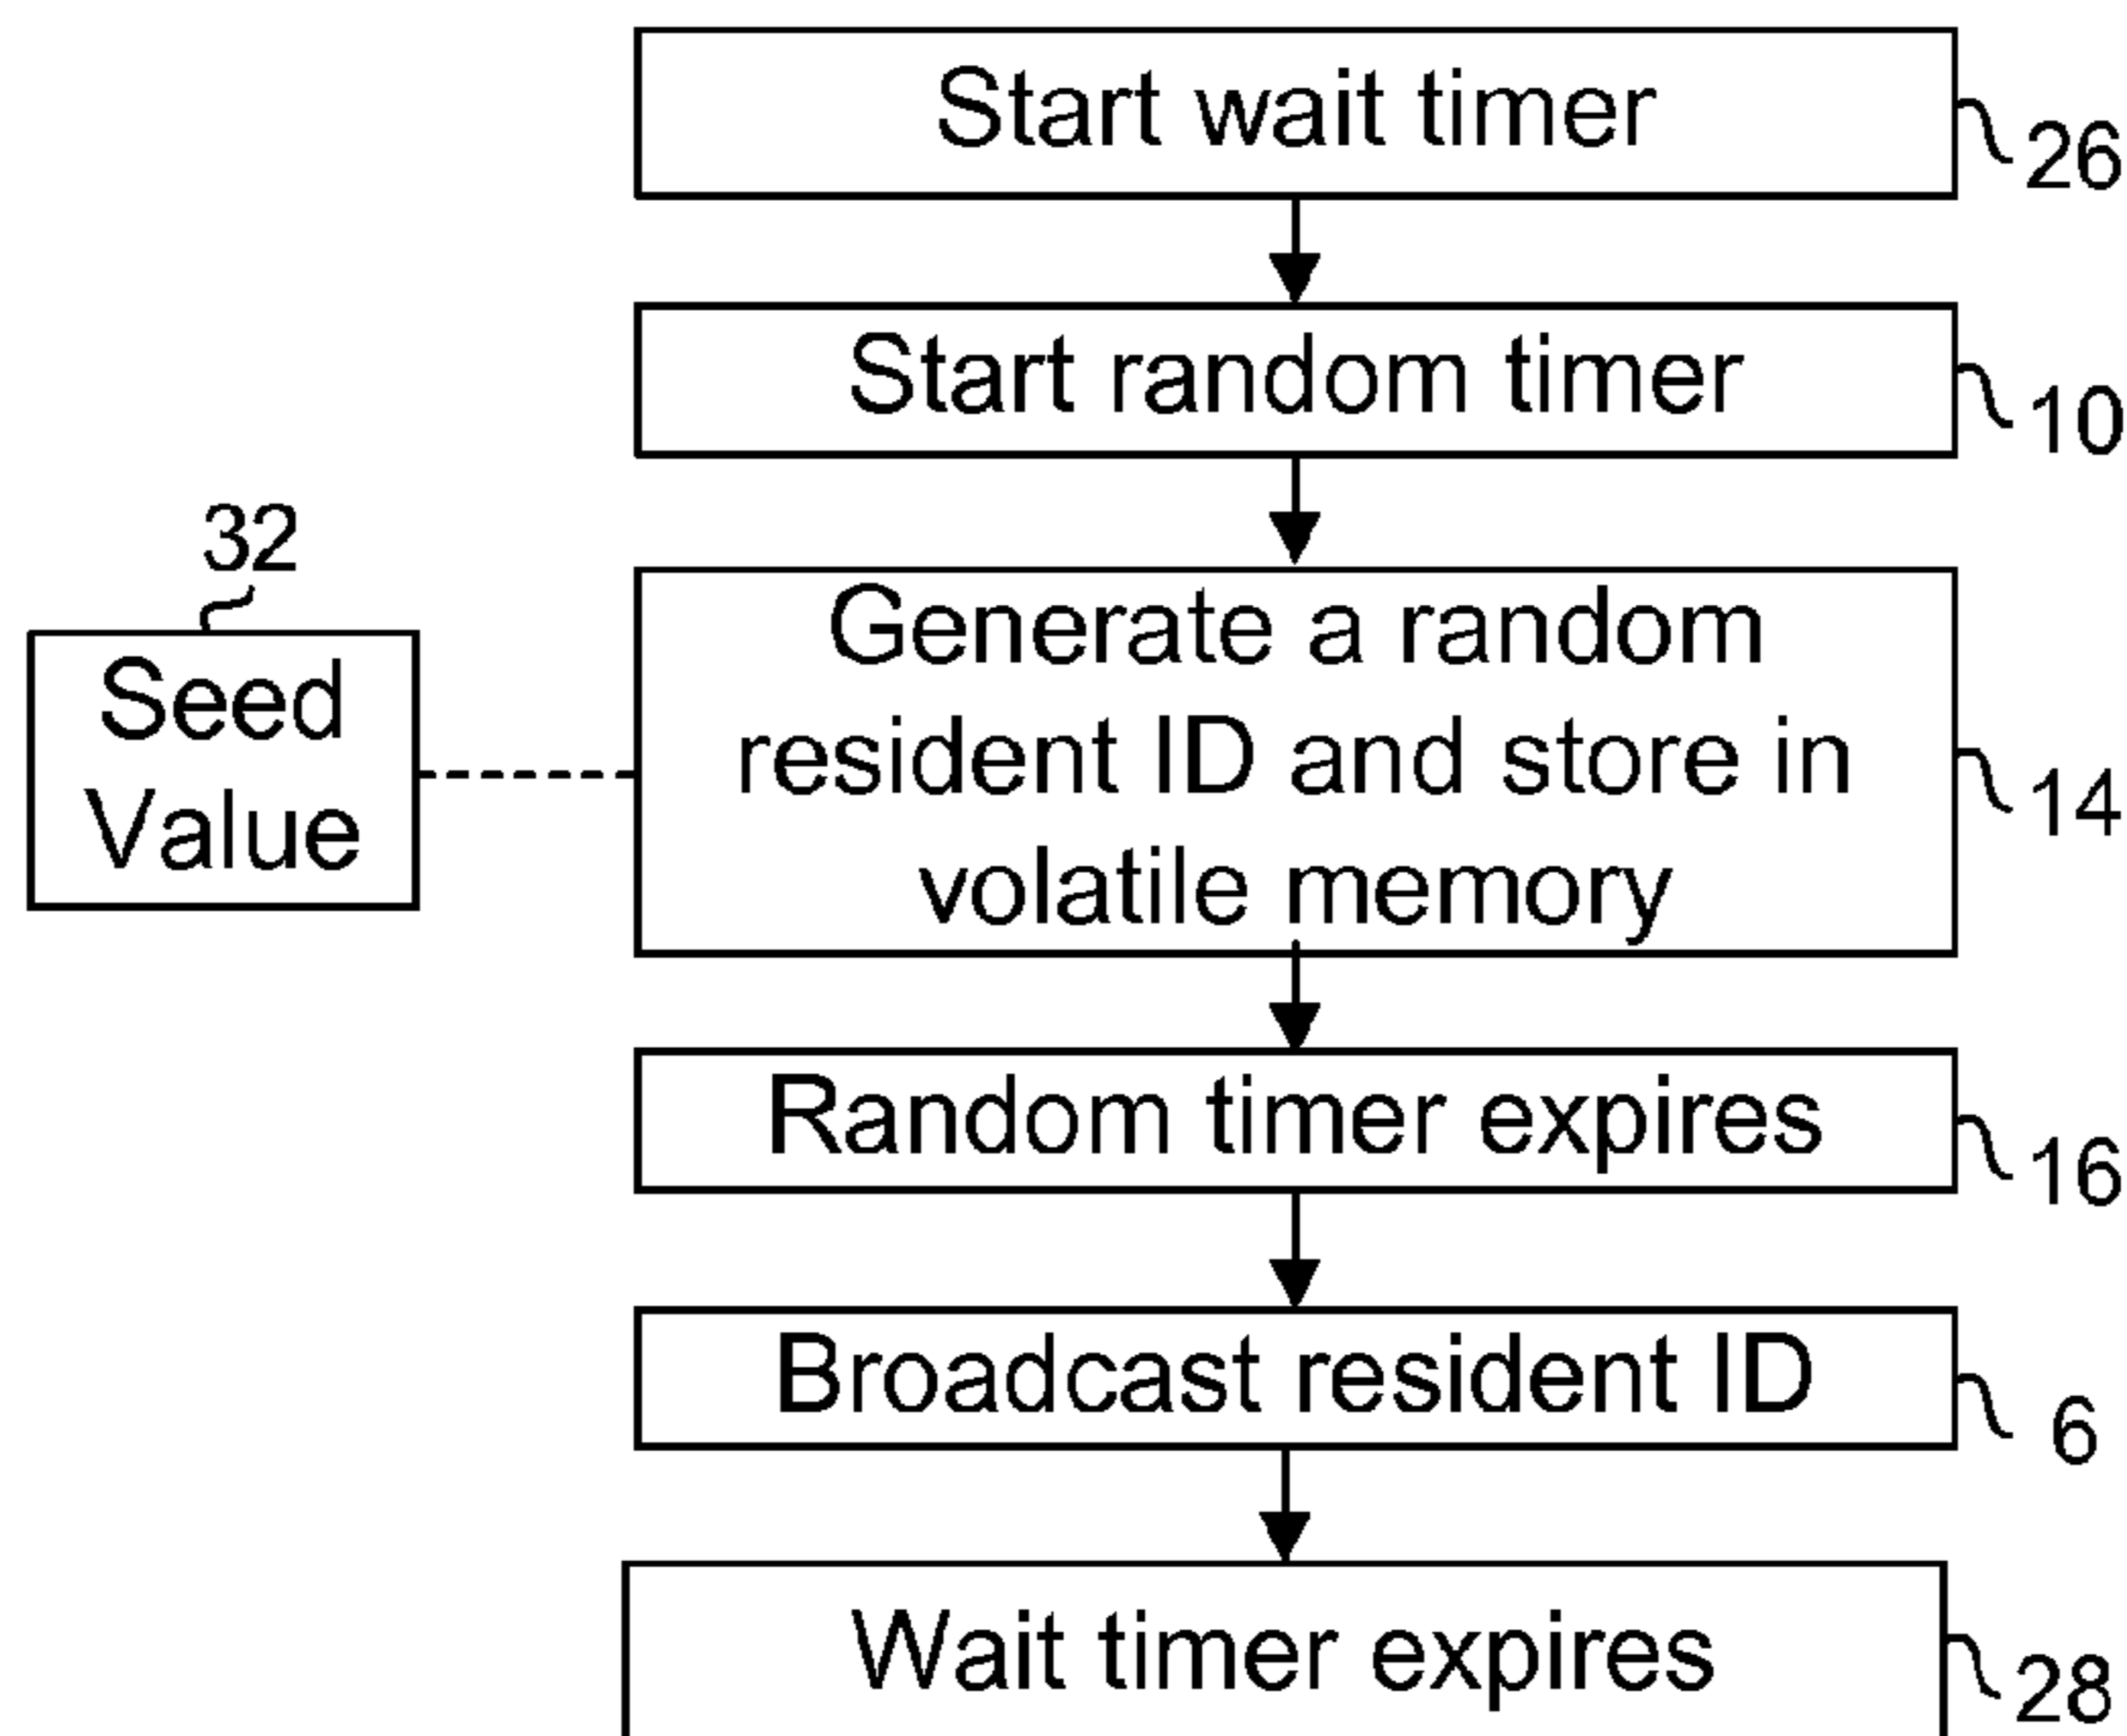 Start wait timer
26
Start random timer
10
32
Seed
Value
Generate a random
resident ID and store in
volatile memory
14
Random timer expires
16
Broadcast resident ID
6
Wait timer expires
28